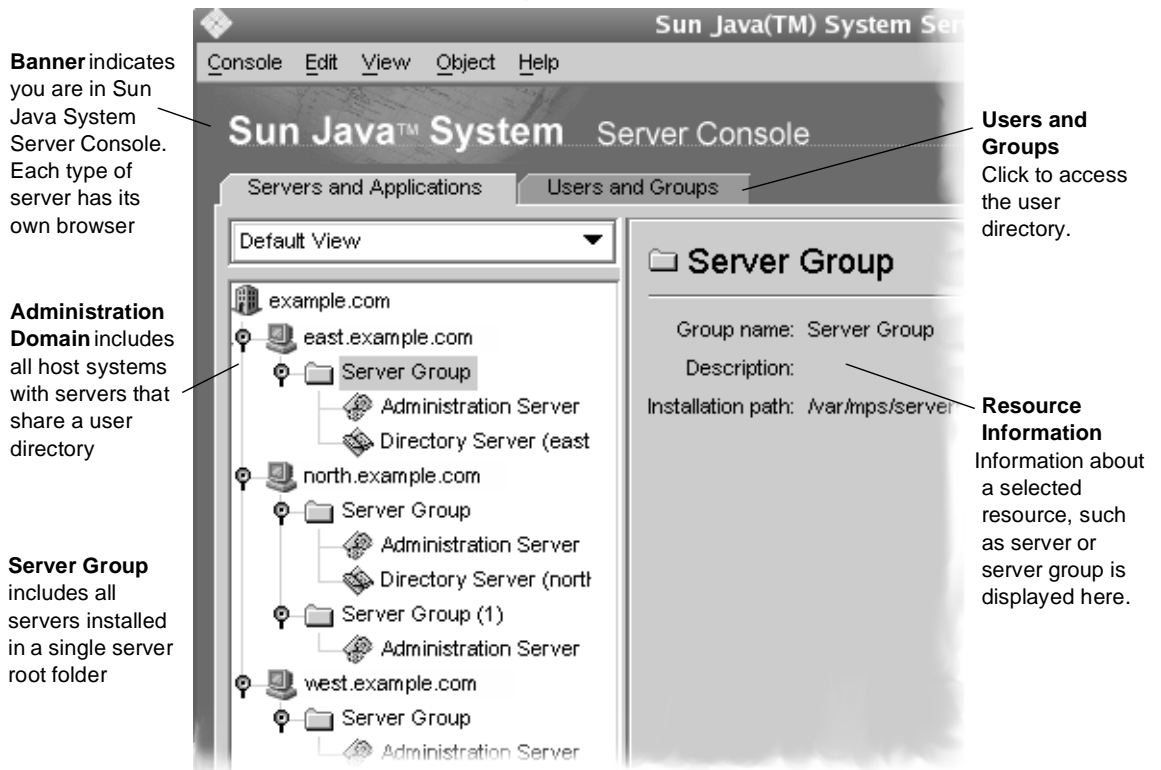 Sun Java(TM) System Ser
Console Edit View Object Help
Sun Java™ System Server Console
Servers and Applications
Users and Groups
Default View
example.com
east.example.com
Server Group
Administration Server
Directory Server (east
north.example.com
Server Group
Administration Server
Directory Server (north
Server Group (1)
Administration Server
west.example.com
Server Group
Administration Server
Server Group
Group name: Server Group
Description:
Installation path: /var/mps/server
Banner indicates
you are in Sun
Java System
Server Console.
Each type of
server has its
own browser
Administration
Domain includes
all host systems
with servers that
share a user
directory
Server Group
includes all
servers installed
in a single server
root folder
Users and
Groups
Click to access
the user
directory.
Resource
Information
Information about
a selected
resource, such
as server or
server group is
displayed here.